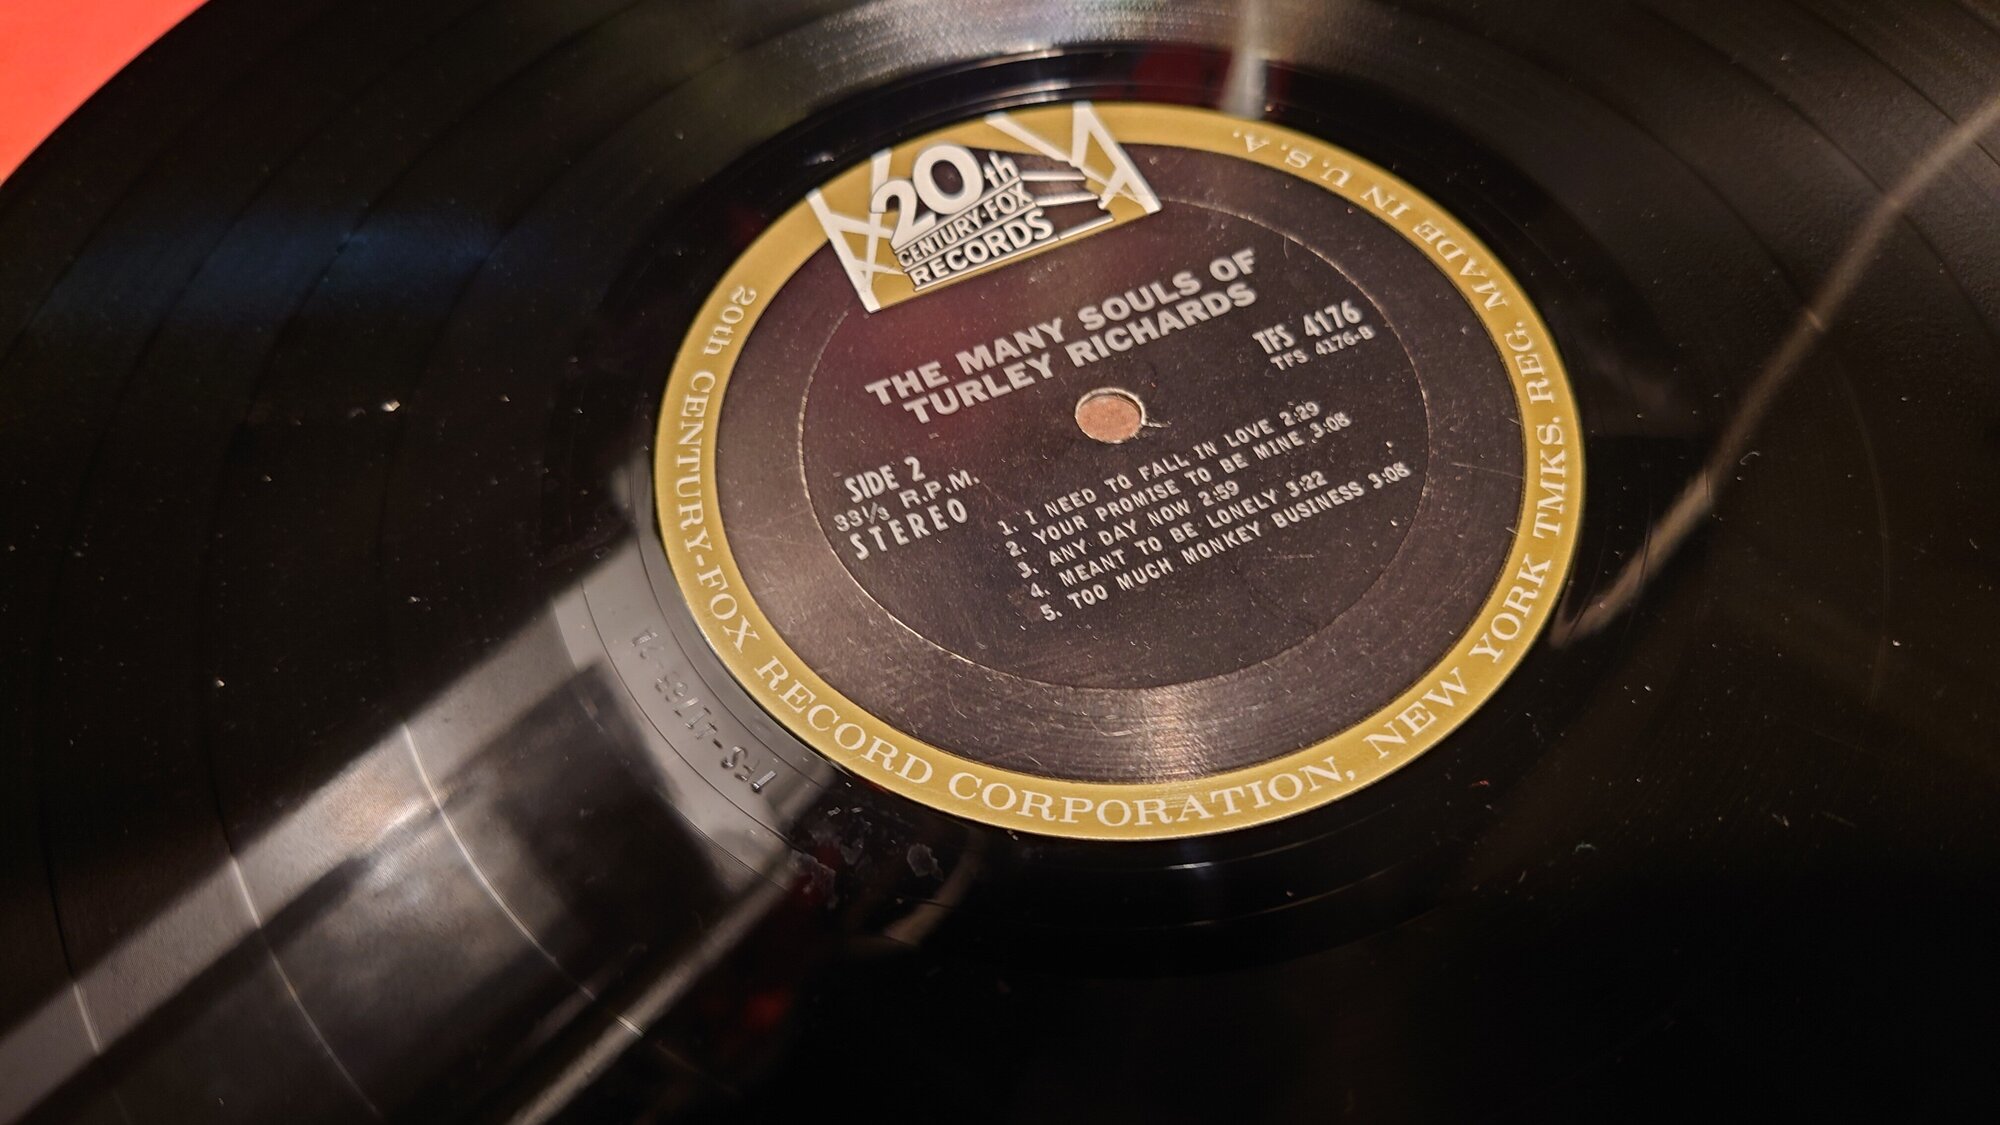 20th
CENTURY-FOX
RECORDS
THE MANY SOULS OF
TURLEY RICHARDS
TFS 4176
TFS 4176-B
SIDE 2
33⅓ R.P.M.
STEREO
1. I NEED TO FALL IN LOVE 2:29
2. YOUR PROMISE TO BE MINE 3:08
3. ANY DAY NOW 2:59
4. MEANT TO BE LONELY 3:22
5. TOO MUCH MONKEY BUSINESS 3:08
20th CENTURY-FOX RECORD CORPORATION, NEW YORK TMKS. REG. MADE IN U.S.A.